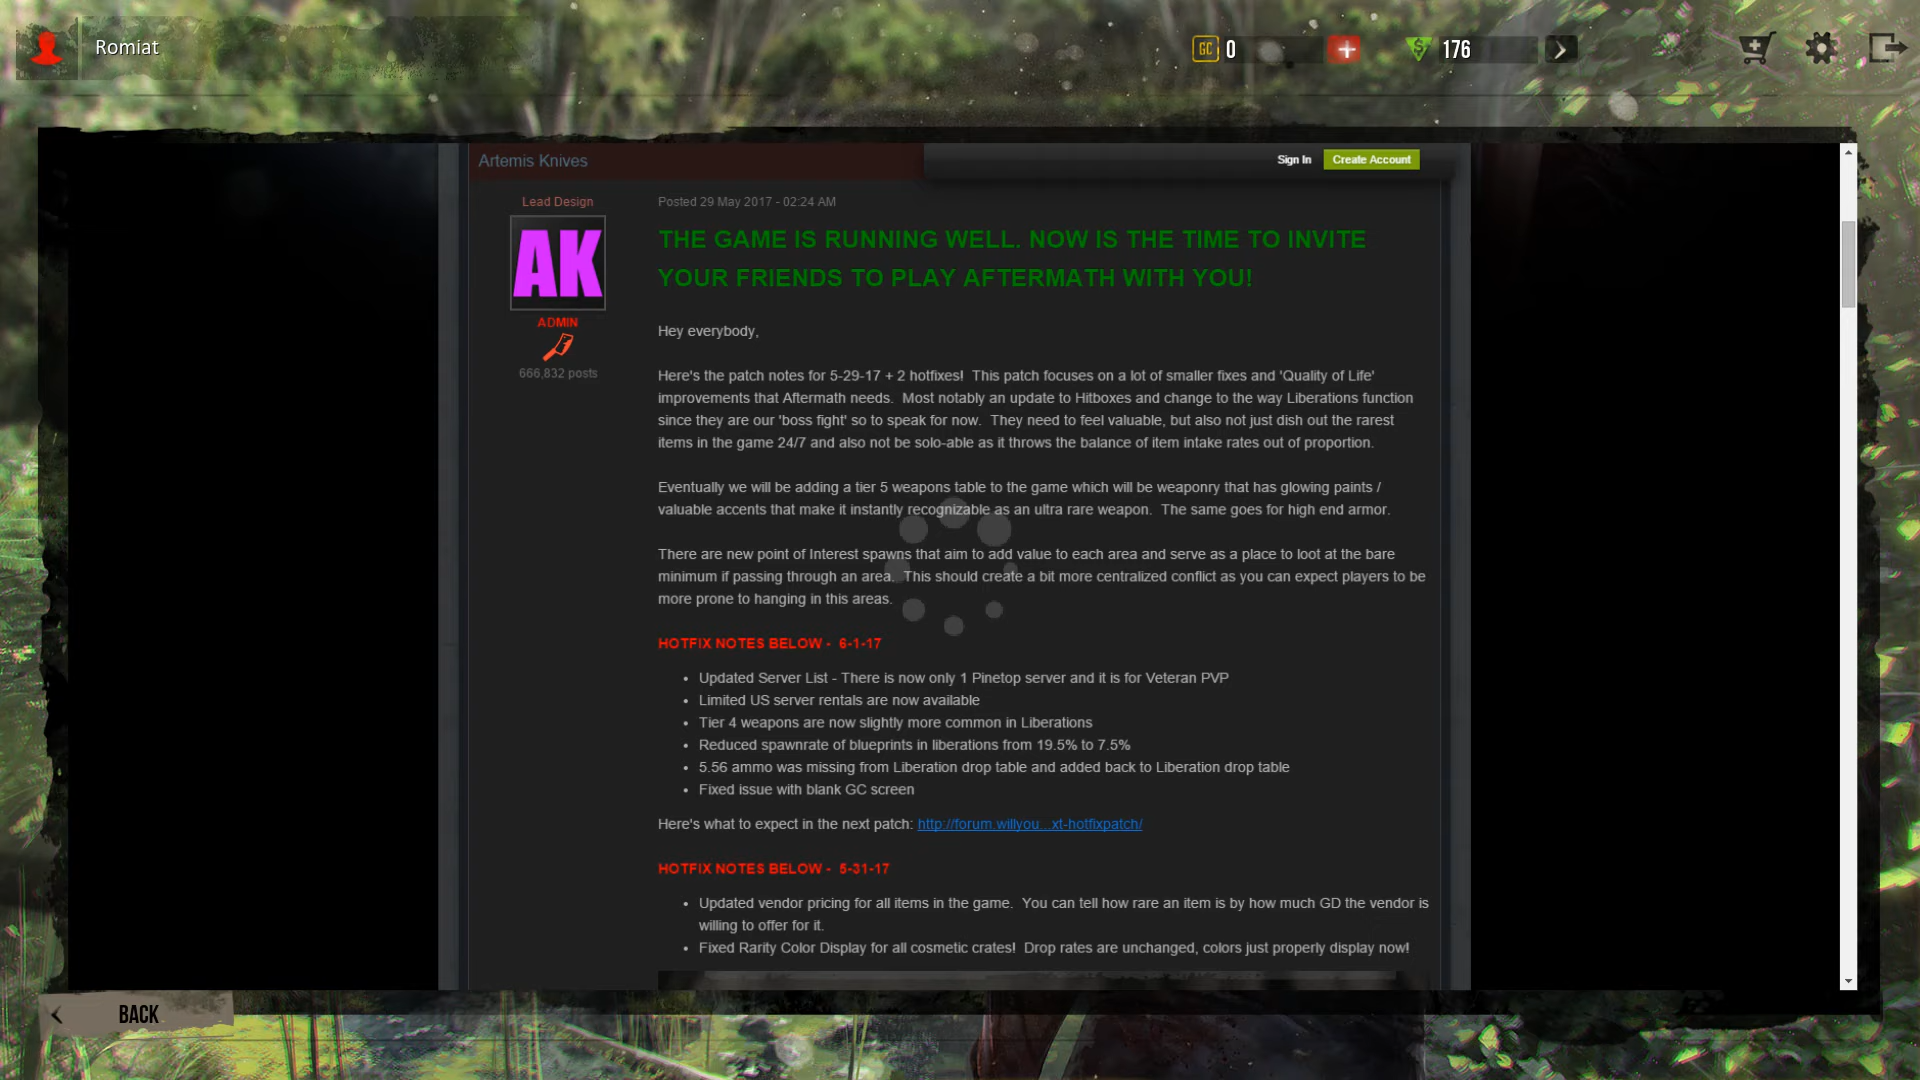 Romiat
GC 0
176
Artemis Knives
Sign In
Create Account
Lead Design
AK
ADMIN
666,832 posts
Posted 29 May 2017 - 02:24 AM
THE GAME IS RUNNING WELL. NOW IS THE TIME TO INVITE
YOUR FRIENDS TO PLAY AFTERMATH WITH YOU!
Hey everybody,
Here's the patch notes for 5-29-17 + 2 hotfixes! This patch focuses on a lot of smaller fixes and 'Quality of Life'
improvements that Aftermath needs. Most notably an update to Hitboxes and change to the way Liberations function
since they are our 'boss fight' so to speak for now. They need to feel valuable, but also not just dish out the rarest
items in the game 24/7 and also not be solo-able as it throws the balance of item intake rates out of proportion.
Eventually we will be adding a tier 5 weapons table to the game which will be weaponry that has glowing paints /
valuable accents that make it instantly recognizable as an ultra rare weapon. The same goes for high end armor.
There are new point of Interest spawns that aim to add value to each area and serve as a place to loot at the bare
minimum if passing through an area. This should create a bit more centralized conflict as you can expect players to be
more prone to hanging in this areas.
HOTFIX NOTES BELOW - 6-1-17
• Updated Server List - There is now only 1 Pinetop server and it is for Veteran PVP
• Limited US server rentals are now available
• Tier 4 weapons are now slightly more common in Liberations
• Reduced spawnrate of blueprints in liberations from 19.5% to 7.5%
• 5.56 ammo was missing from Liberation drop table and added back to Liberation drop table
• Fixed issue with blank GC screen
Here's what to expect in the next patch: http://forum.willyou...xt-hotfixpatch/
HOTFIX NOTES BELOW - 5-31-17
• Updated vendor pricing for all items in the game. You can tell how rare an item is by how much GD the vendor is
willing to offer for it.
• Fixed Rarity Color Display for all cosmetic crates! Drop rates are unchanged, colors just properly display now!
BACK